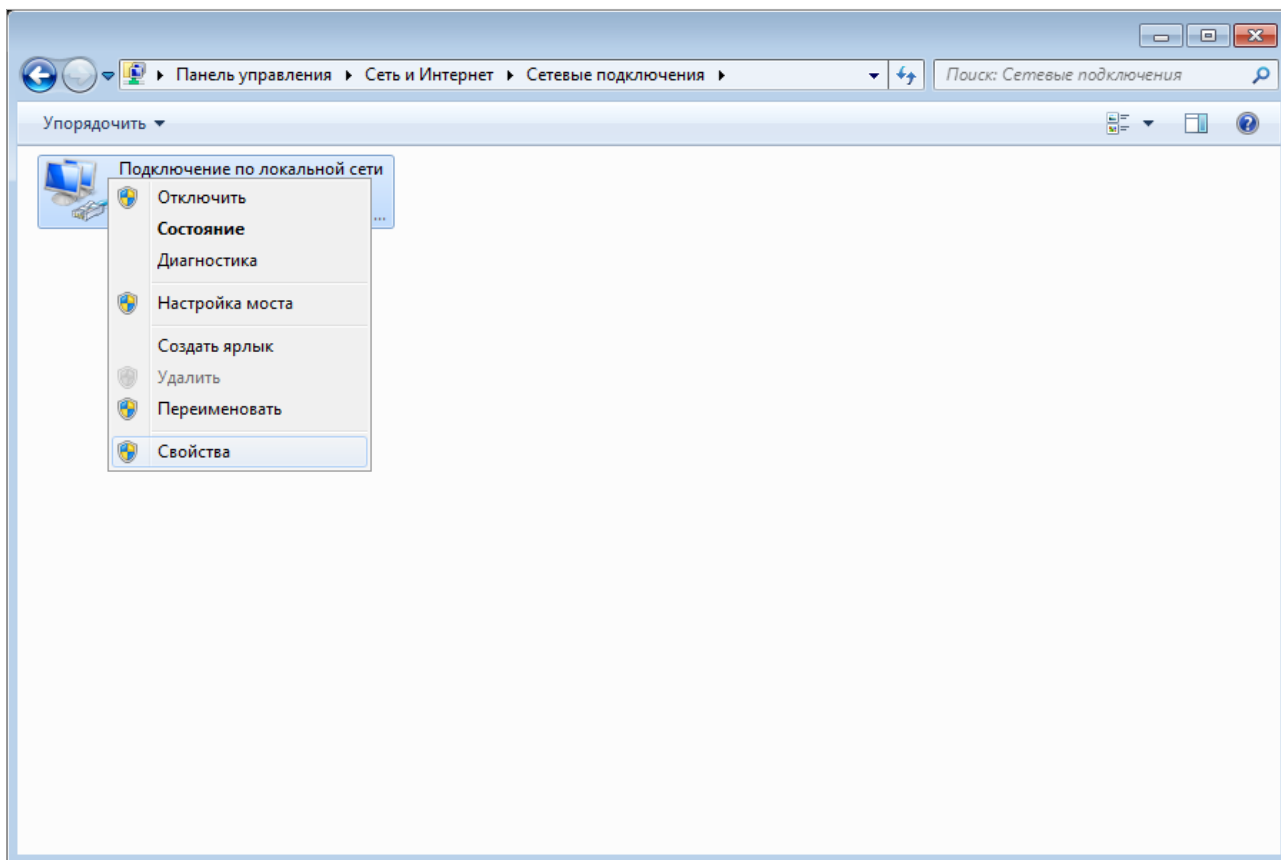 Панель управления Сеть и Интернет Сетевые подключения Поиск: Сетевые подключения
Упорядочить
Подключение по локальной сети
Отключить
...
Состояние
Диагностика
Настройка моста
Создать ярлык
Удалить
Переименовать
Свойства